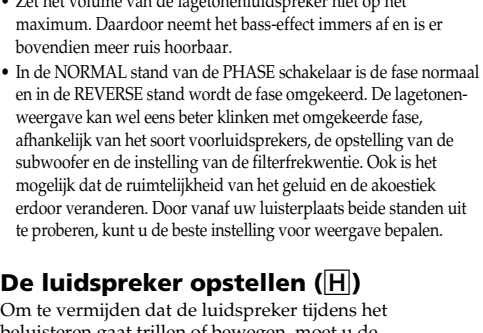 • Zet het volume van de lagetonenluidspreker niet op het
maximum. Daardoor neemt het bass-effect immers af en is er
bovendien meer ruis hoorbaar.
• In de NORMAL stand van de PHASE schakelaar is de fase normaal
en in de REVERSE stand wordt de fase omgekeerd. De lagetonen-
weergave kan wel eens beter klinken met omgekeerde fase,
afhankelijk van het soort voorluidsprekers, de opstelling van de
subwoofer en de instelling van de filterfrekwentie. Ook is het
mogelijk dat de ruimtelijkheid van het geluid en de akoestiek
erdoor veranderen. Door vanaf uw luisterplaats beide standen uit
te proberen, kunt u de beste instelling voor weergave bepalen.
De luidspreker opstellen (H)
Om te vermijden dat de luidspreker tijdens het
beluisteren gaat trillen of bewegen, moet u de